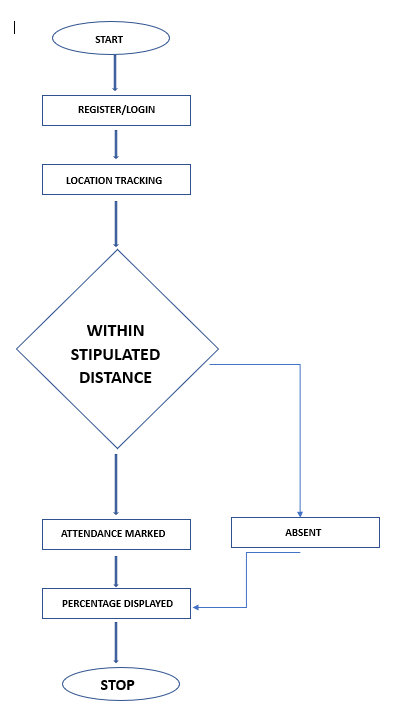 START
REGISTER/LOGIN
LOCATION TRACKING
WITHIN
STIPULATED
DISTANCE
ATTENDANCE MARKED
ABSENT
PERCENTAGE DISPLAYED
STOP